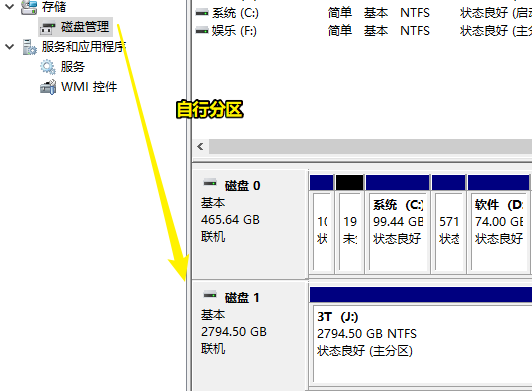 存储
磁盘管理
服务和应用程序
服务
WMI 控件
系统 (C:) 简单 基本 NTFS 状态良好 (启
娱乐 (F:) 简单 基本 NTFS 状态良好 (
自行分区
磁盘 0
基本
465.64 GB
联机
10
状
19
未
系统 (C:
99.44 GB
状态良好
571
状态
软件 (D
74.00 GB
状态良好
磁盘 1
基本
2794.50 GB
联机
3T (J:)
2794.50 GB NTFS
状态良好 (主分区)